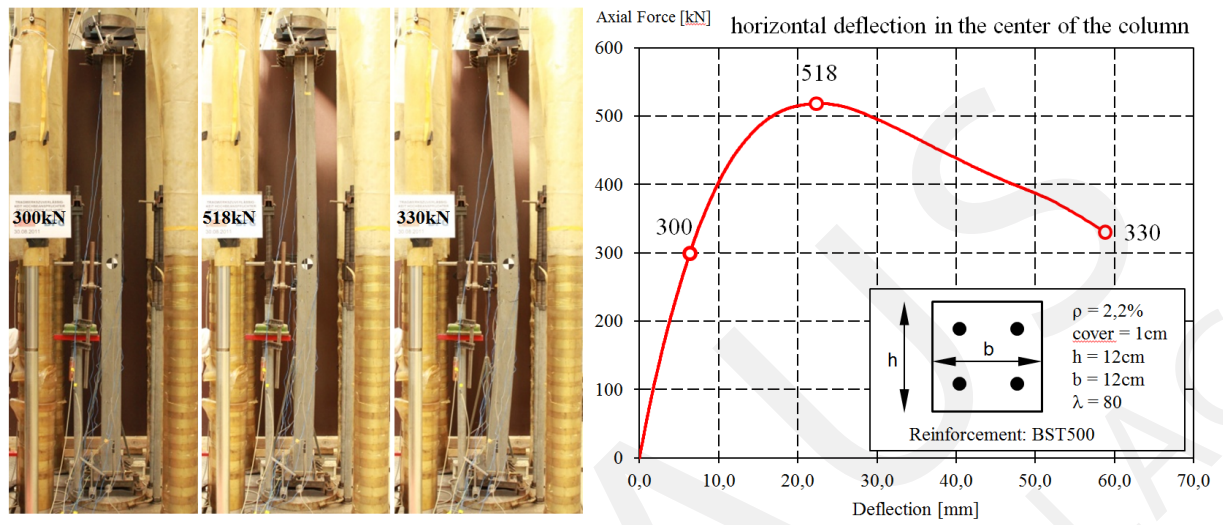 300kN
518kN
330kN
Axial Force [kN]
horizontal deflection in the center of the column
600
500
400
300
200
100
0
518
300
330
ρ = 2,2%
cover = 1cm
h = 12cm
b = 12cm
λ = 80
h
b
Reinforcement: BST500
0,0 10,0 20,0 30,0 40,0 50,0 60,0 70,0
Deflection [mm]